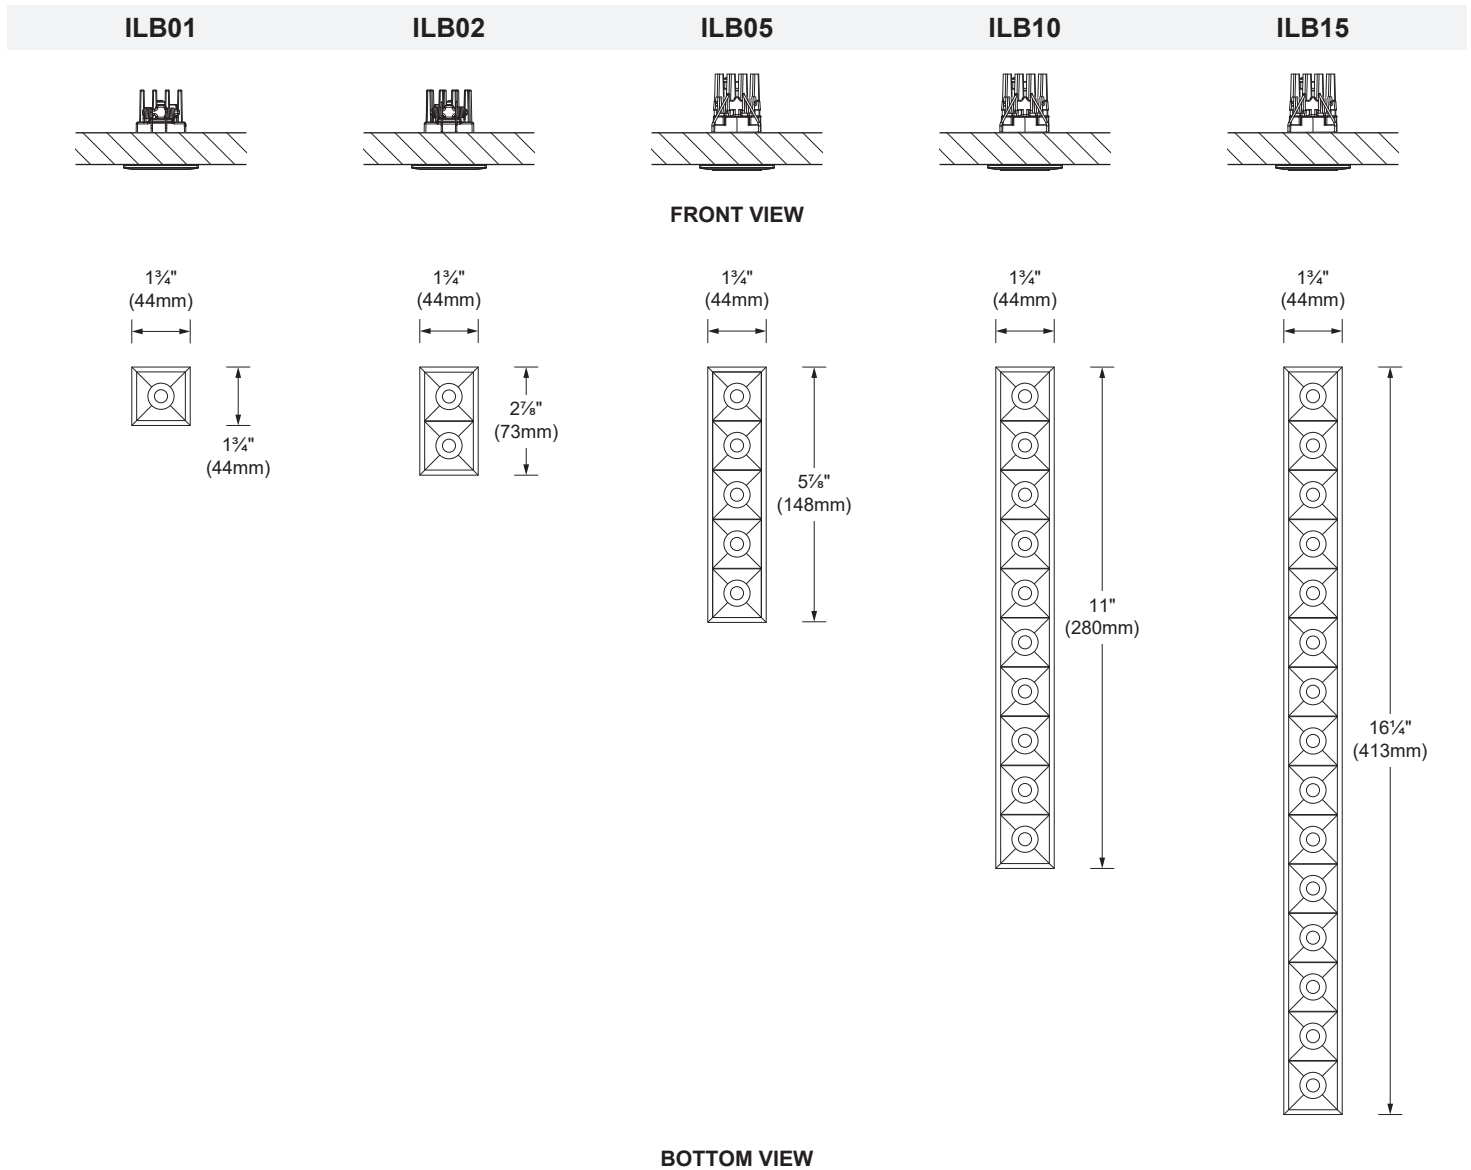 ILB01 ILB02 ILB05 ILB10 ILB15
FRONT VIEW
1¾" 1¾" 1¾" 1¾" 1¾"
(44mm) (44mm) (44mm) (44mm) (44mm)
1¾"
(44mm)
2⅞"
(73mm)
5⅞"
(148mm)
11"
(280mm)
16¼"
(413mm)
BOTTOM VIEW